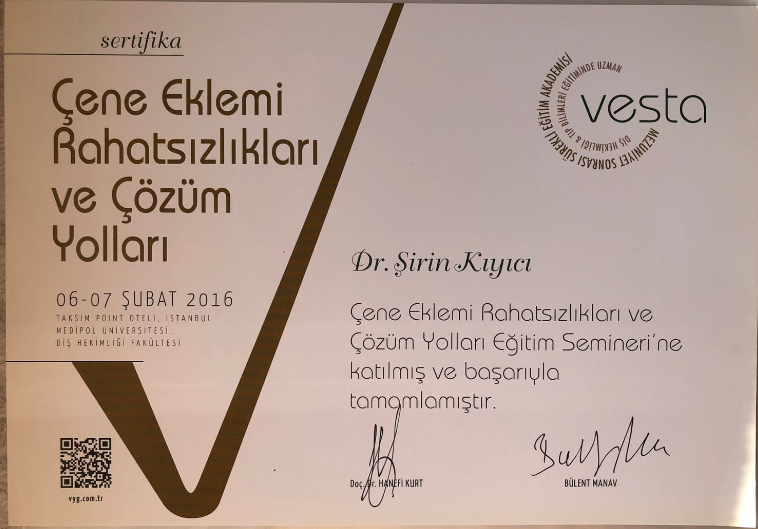 sertifika
Çene Eklemi
Rahatsızlıkları
ve Çözüm
Yolları
06-07 ŞUBAT 2016
TAKSİM POINT OTELİ, İSTANBUL
MEDİPOL ÜNİVERSİTESİ,
DİŞ HEKİMLİĞİ FAKÜLTESİ
vyg.com.tr
MEZUNİYET SONRASI SÜREKLİ EĞİTİM AKADEMİSİ
DİŞ HEKİMLİĞİ & TIP BİLİMLERİ EĞİTİMİNDE UZMAN
vesta
Dr. Şirin Kıyıcı
Çene Eklemi Rahatsızlıkları ve
Çözüm Yolları Eğitim Semineri'ne
katılmış ve başarıyla
tamamlamıştır.
Doç. Dr. HANEFİ KURT
BÜLENT MANAV